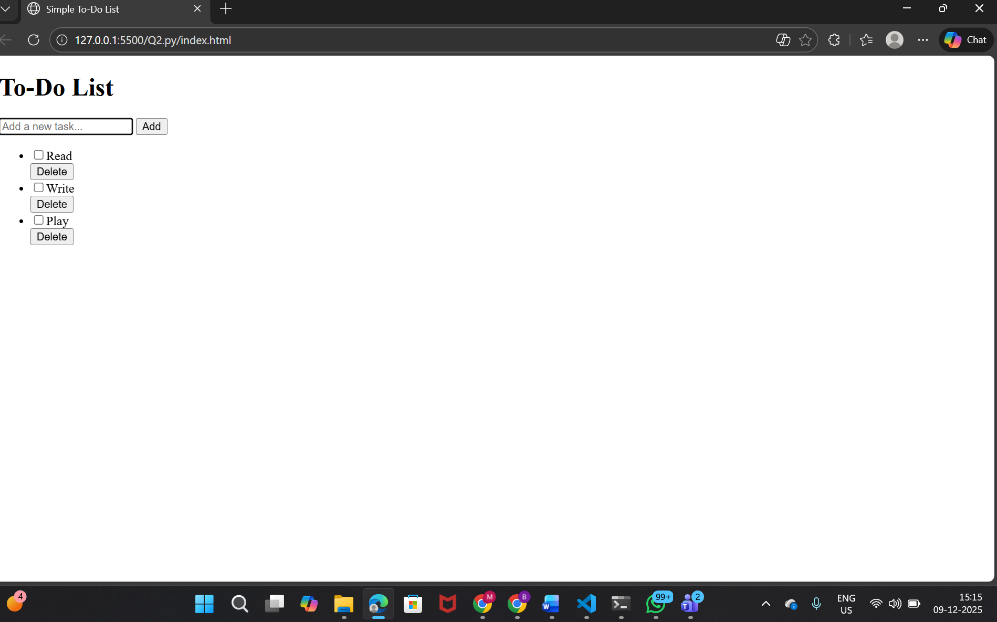 Simple To-Do List
127.0.0.1:5500/Q2.py/index.html
Chat
To-Do List
Add a new task... Add
Read
Delete
Write
Delete
Play
Delete
4
M
B
W
99+
T
2
ENG
US
15:15
09-12-2025